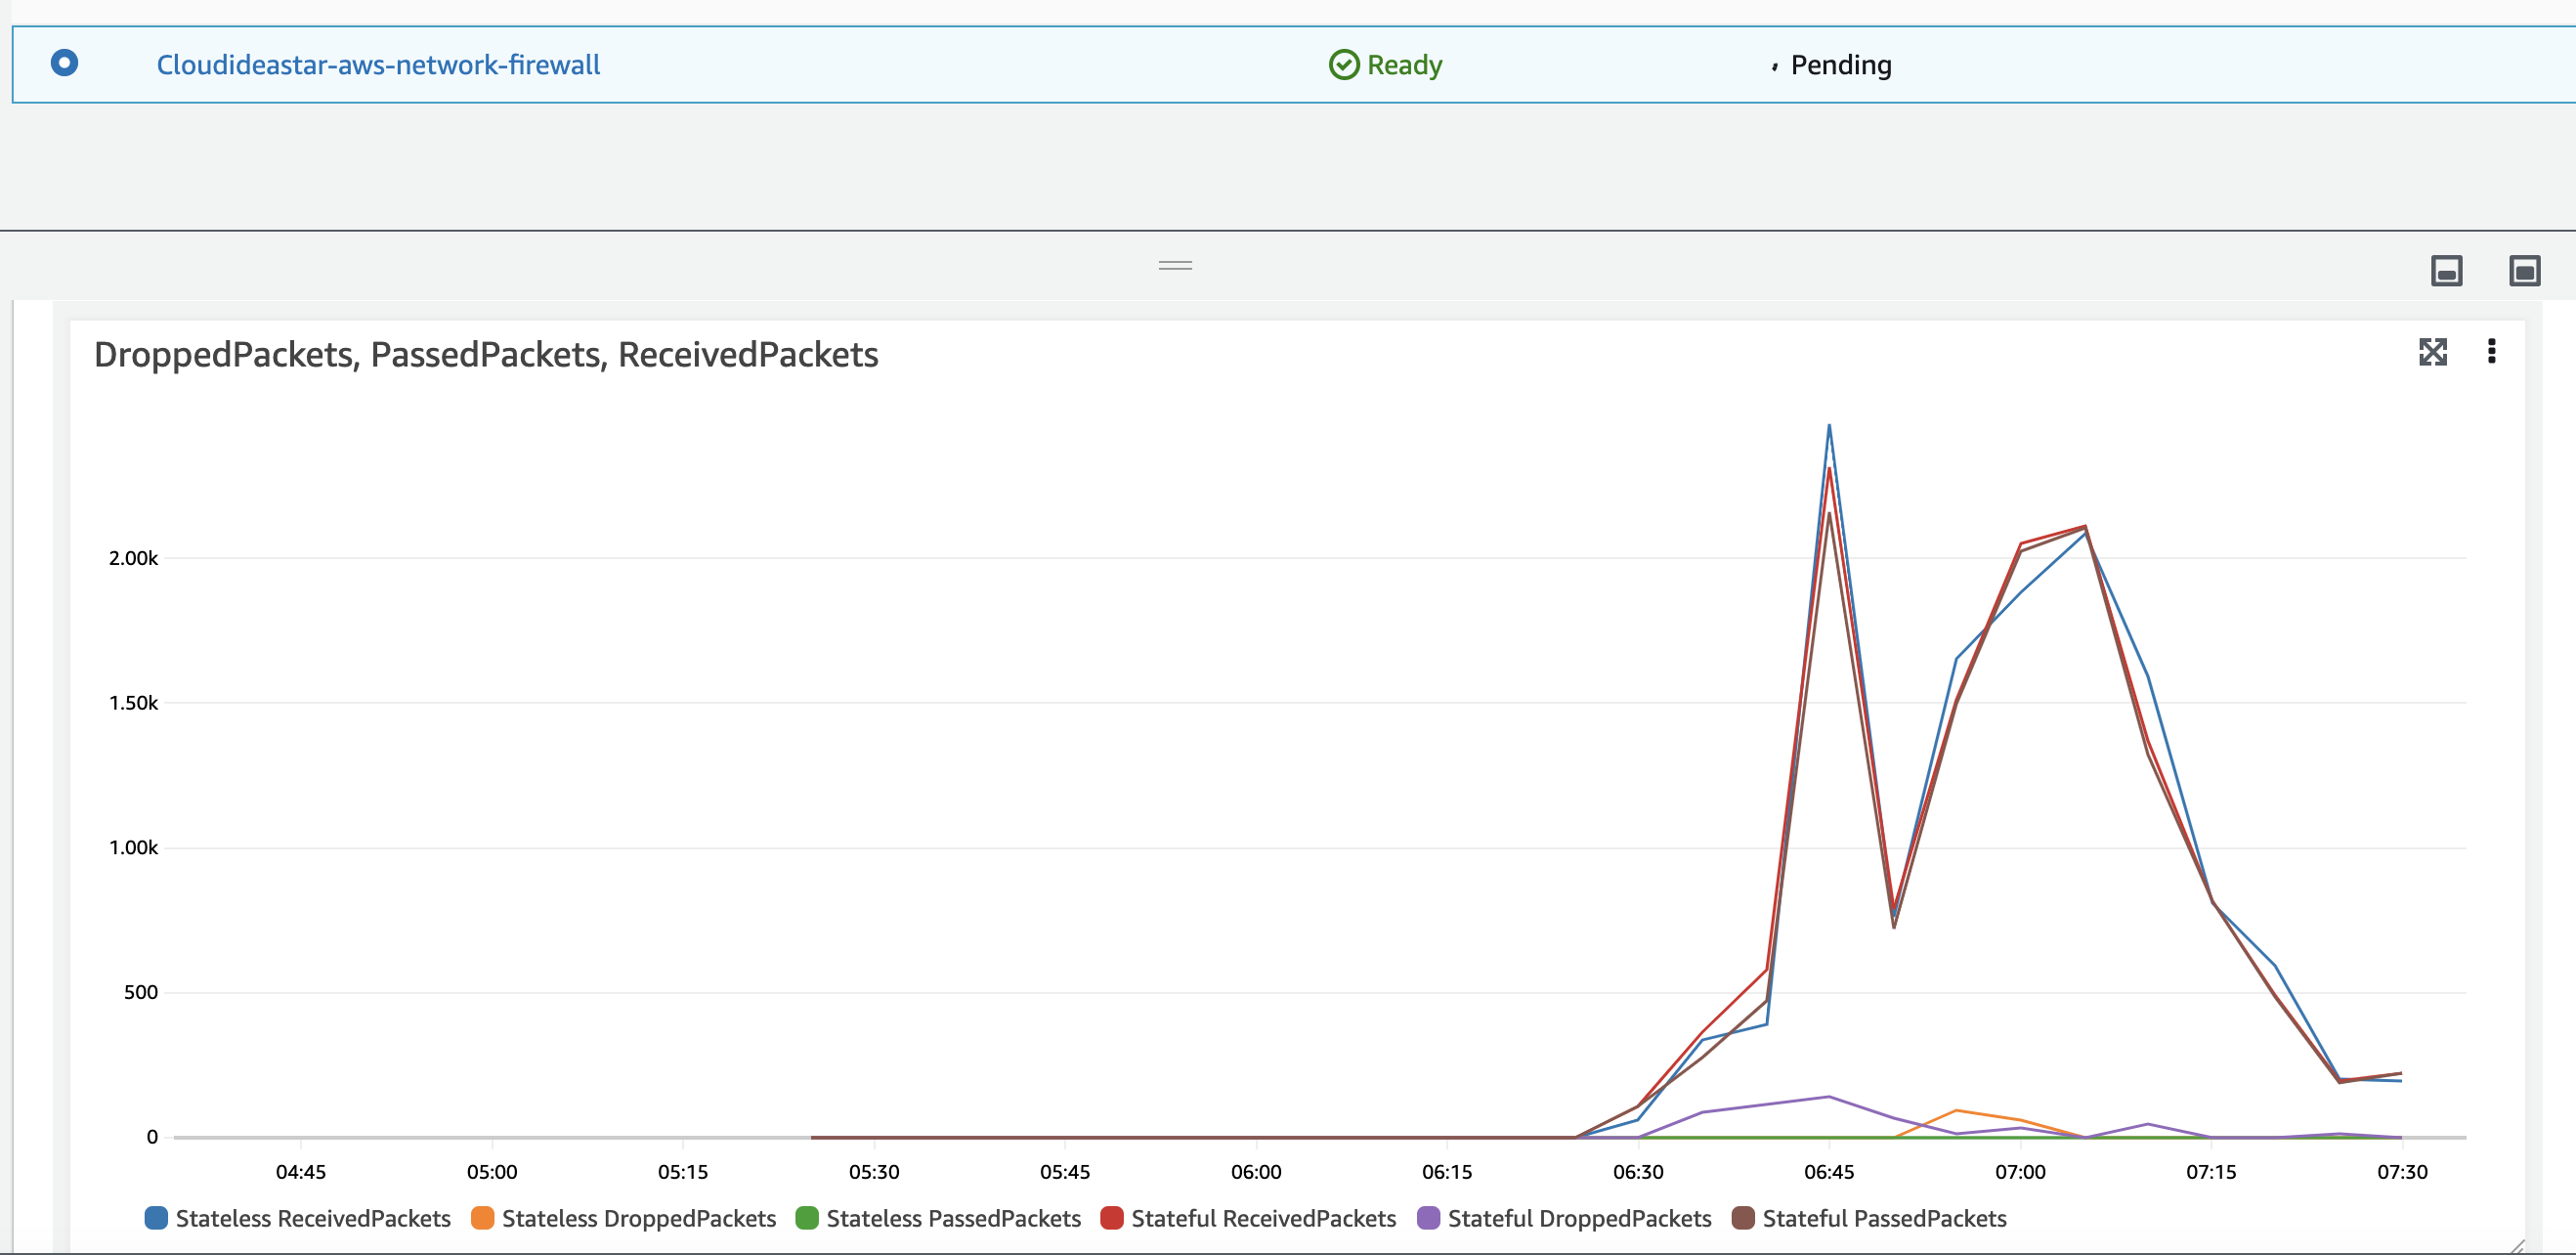 Cloudideastar-aws-network-firewall Ready Pending
DroppedPackets, PassedPackets, ReceivedPackets
2.00k
1.50k
1.00k
500
0
04:45 05:00 05:15 05:30 05:45 06:00 06:15 06:30 06:45 07:00 07:15 07:30
Stateless ReceivedPackets Stateless DroppedPackets Stateless PassedPackets Stateful ReceivedPackets Stateful DroppedPackets Stateful PassedPackets